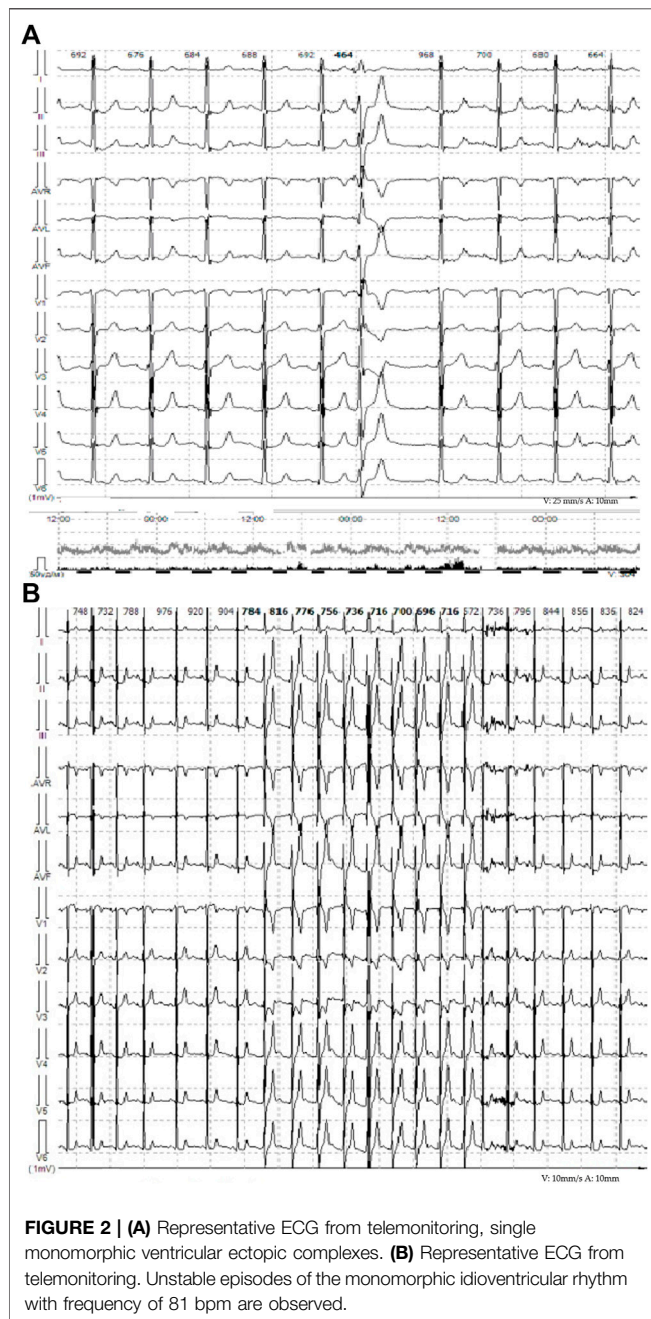 A
692 676 684 688 692 464 968 700 680 664
I
II
III
AVR
AVL
AVF
V1
V2
V3
V4
V5
V6
(1mV)
V: 25 mm/s A: 10mm
12:00 00:00 12:00 00:00 12:00 00:00
B
748 732 788 976 920 904 784 816 776 756 736 716 700 696 716 672 736 796 844 856 836 824
I
II
III
AVR
AVL
AVF
V1
V2
V3
V4
V5
V6
(1mV)
V: 10mm/s A: 10mm
FIGURE 2 | (A) Representative ECG from telemonitoring, single
monomorphic ventricular ectopic complexes. (B) Representative ECG from
telemonitoring. Unstable episodes of the monomorphic idioventricular rhythm
with frequency of 81 bpm are observed.